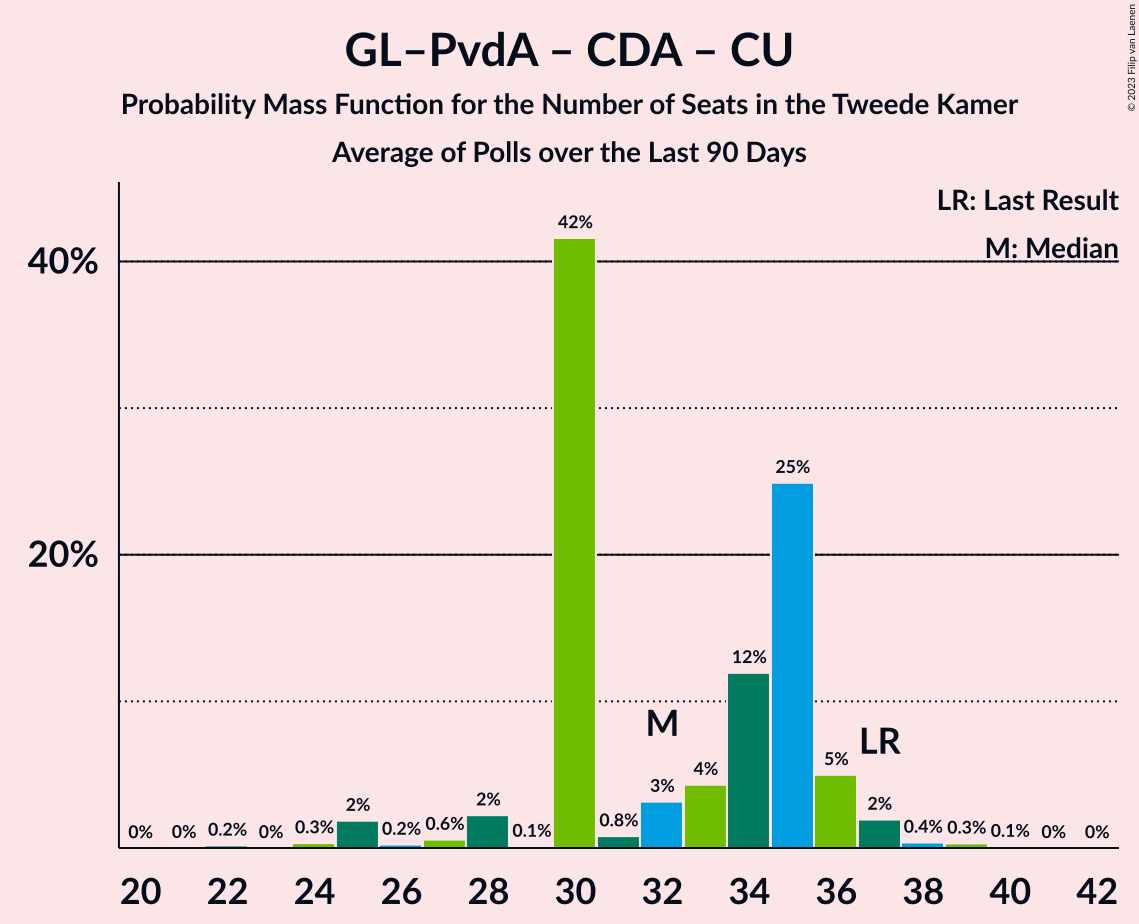 GL–PvdA – CDA – CU
Probability Mass Function for the Number of Seats in the Tweede Kamer
Average of Polls over the Last 90 Days
© 2023 Filip van Laenen
LR: Last Result
M: Median
40%
20%
0% 0% 0.2% 0% 0.3% 2% 0.2% 0.6% 2% 0.1% 42% 0.8% 3% 4% 12% 25% 5% 2% 0.4% 0.3% 0.1% 0% 0%
M
LR
20 22 24 26 28 30 32 34 36 38 40 42